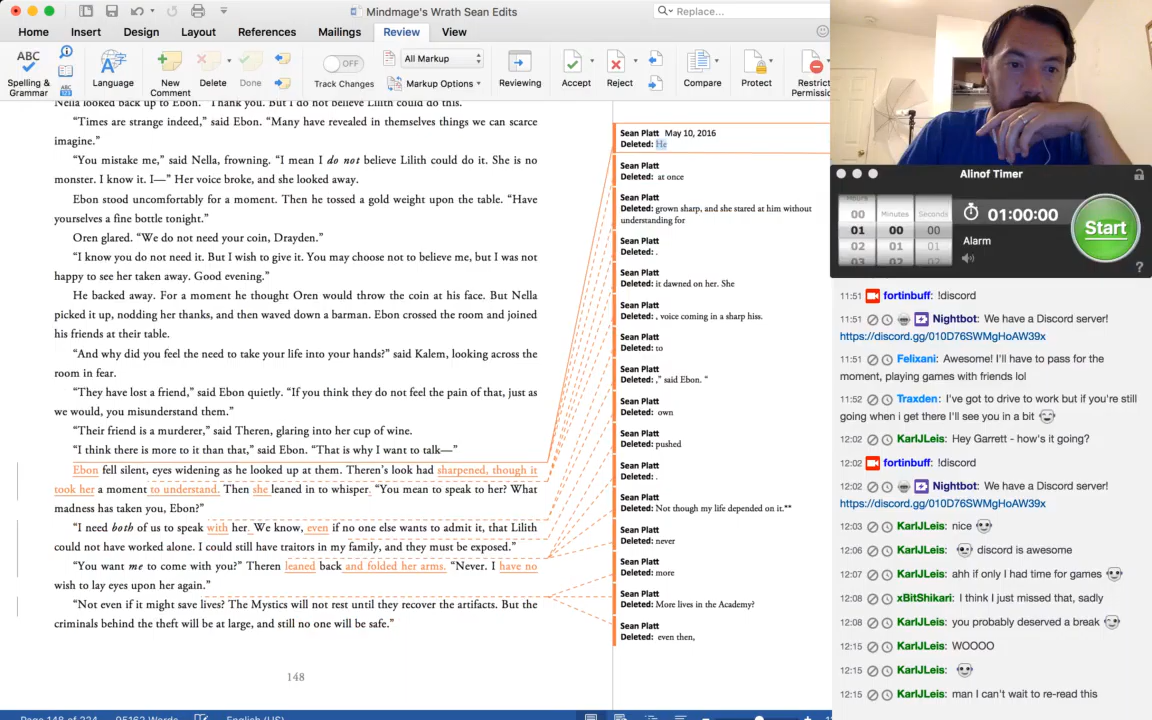 Mindmage's Wrath Sean Edits
Replace...
Home Insert Design Layout References Mailings Review View
ABC
Spelling &
Grammar
ABC
123
Language
New
Comment
Delete
Done
OFF
Track Changes
All Markup
Markup Options
Reviewing
Accept
Reject
Compare
Protect
Restrict
Permission
Nella looked back up to Ebon. "Thank you. But I do not believe Lilith could do this."
“Times are strange indeed,” said Ebon. “Many have revealed in themselves things we can scarce
imagine.”
“You mistake me,” said Nella, frowning. “I mean I do not believe Lilith could do it. She is no
monster. I know it. I—” Her voice broke, and she looked away.
Ebon stood uncomfortably for a moment. Then he tossed a gold weight upon the table. “Have
yourselves a fine bottle tonight.”
Oren glared. “We do not need your coin, Drayden.”
“I know you do not need it. But I wish to give it. You may choose not to believe me, but I was not
happy to see her taken away. Good evening.”
He backed away. For a moment he thought Oren would throw the coin at his face. But Nella
picked it up, nodding her thanks, and then waved down a barman. Ebon crossed the room and joined
his friends at their table.
“And why did you feel the need to take your life into your hands?” said Kalem, looking across the
room in fear.
“They have lost a friend,” said Ebon quietly. “If you think they do not feel the pain of that, just as
we would, you misunderstand them.”
“Their friend is a murderer,” said Theren, glaring into her cup of wine.
“I think there is more to it than that,” said Ebon. “That is why I want to talk—”
Ebon fell silent, eyes widening as he looked up at them. Theren’s look had sharpened, though it
took her a moment to understand. Then she leaned in to whisper. “You mean to speak to her? What
madness has taken you, Ebon?”
“I need both of us to speak with her. We know, even if no one else wants to admit it, that Lilith
could not have worked alone. I could still have traitors in my family, and they must be exposed.”
“You want me to come with you?” Theren leaned back and folded her arms. “Never. I have no
wish to lay eyes upon her again.”
“Not even if it might save lives? The Mystics will not rest until they recover the artifacts. But the
criminals behind the theft will be at large, and still no one will be safe.”
148
Sean Platt May 10, 2016
Deleted: He
Sean Platt
Deleted: at once
Sean Platt
Deleted: grown sharp, and she stared at him without
understanding for
Sean Platt
Deleted: .
Sean Platt
Deleted: it dawned on her. She
Sean Platt
Deleted: , voice coming in a sharp hiss.
Sean Platt
Deleted: to
Sean Platt
Deleted: ,” said Ebon. “
Sean Platt
Deleted: own
Sean Platt
Deleted: pushed
Sean Platt
Deleted: .
Sean Platt
Deleted: Not though my life depended on it.**
Sean Platt
Deleted: never
Sean Platt
Deleted: more
Sean Platt
Deleted: More lives in the Academy?
Sean Platt
Deleted: even then,
Page 148 of 224 95162 Words English (US)
Alinof Timer
Hours Minutes Seconds
00
01 00 00
02 01 01
03 02 02
01:00:00
Alarm
Start
?
11:51 fortinbuff: !discord
11:51 Nightbot: We have a Discord server!
https://discord.gg/010D76SWMgHoAW39x
11:51 Felixani: Awesome! I'll have to pass for the
moment, playing games with friends lol
11:52 Traxden: I've got to drive to work but if you're still
going when i get there I'll see you in a bit
12:02 KarlJLeis: Hey Garrett - how's it going?
12:02 fortinbuff: !discord
12:02 Nightbot: We have a Discord server!
https://discord.gg/010D76SWMgHoAW39x
12:03 KarlJLeis: nice
12:06 KarlJLeis: discord is awesome
12:07 KarlJLeis: ahh if only I had time for games
12:08 xBitShikari: I think I just missed that, sadly
12:08 KarlJLeis: you probably deserved a break
12:15 KarlJLeis: WOOOO
12:15 KarlJLeis:
12:15 KarlJLeis: man I can't wait to re-read this